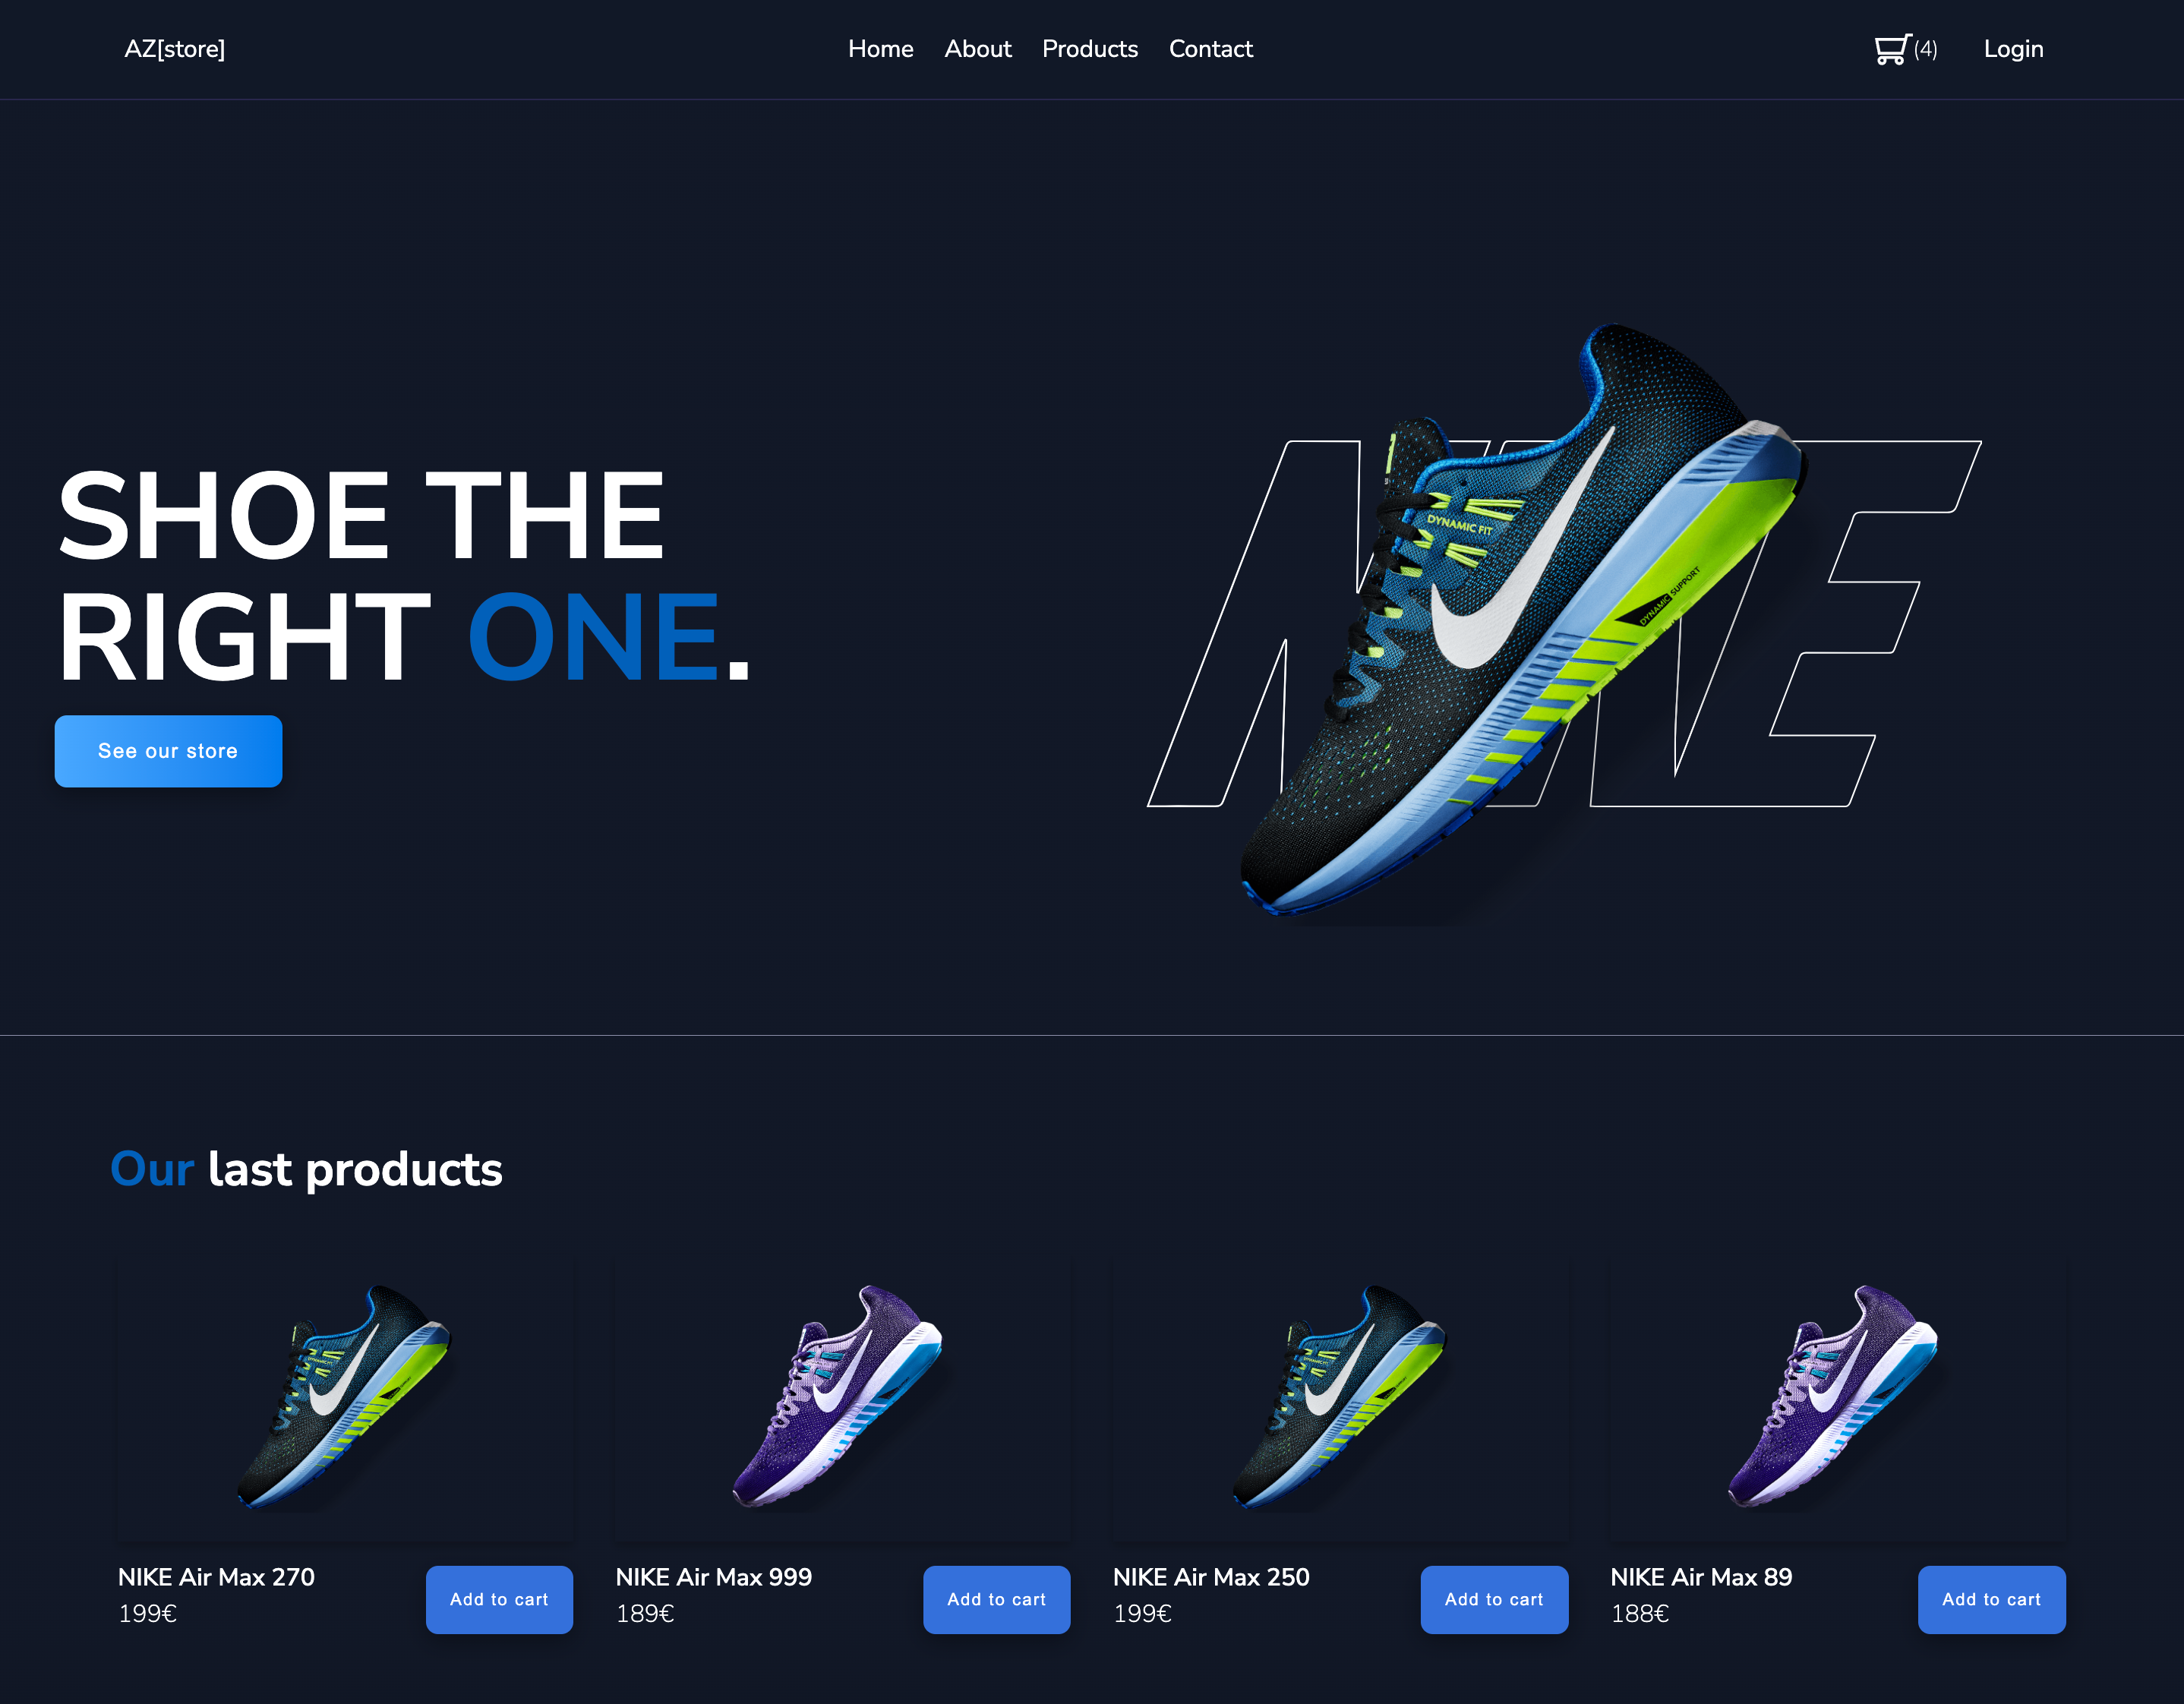 AZ[store]
Home About Products Contact
(4)
Login
SHOE THE
RIGHT ONE.
See our store
NIKE
DYNAMIC FIT
DYNAMIC SUPPORT
Our last products
NIKE Air Max 270
199€
Add to cart
NIKE Air Max 999
189€
Add to cart
NIKE Air Max 250
199€
Add to cart
NIKE Air Max 89
188€
Add to cart